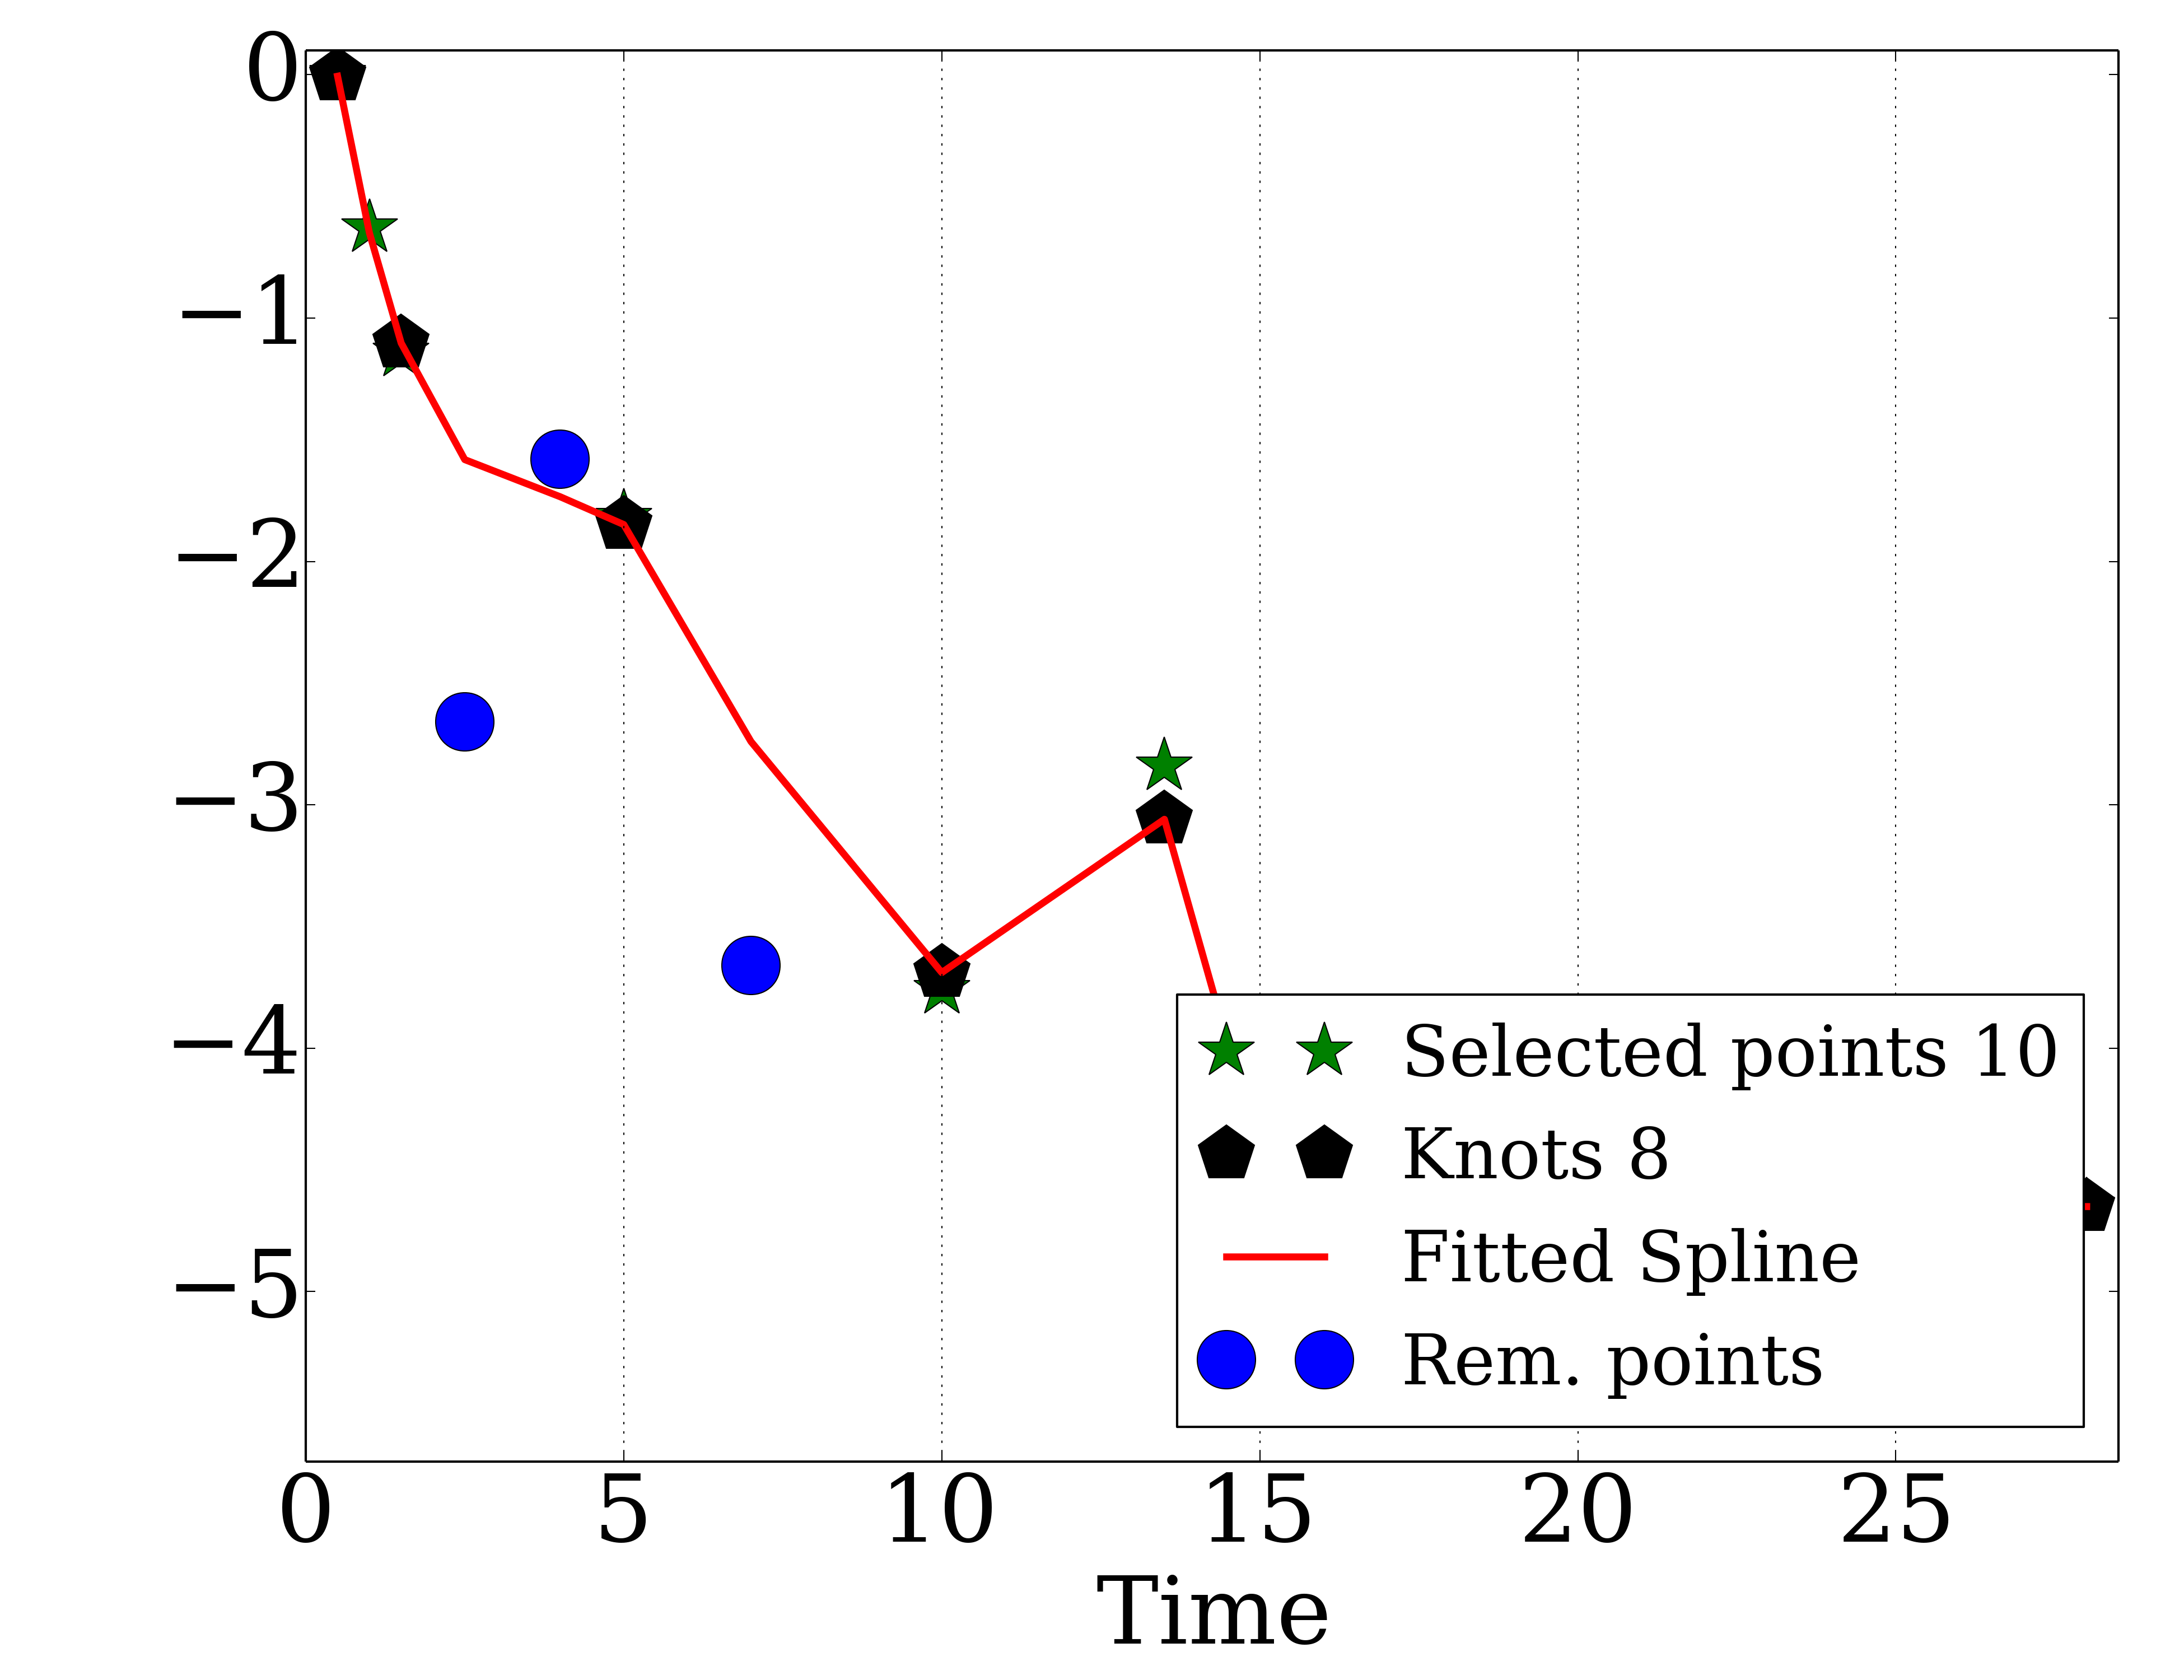 0
−1
−2
−3
−4
−5
Selected points 10
Knots 8
Fitted Spline
Rem. points
0 5 10 15 20 25
Time